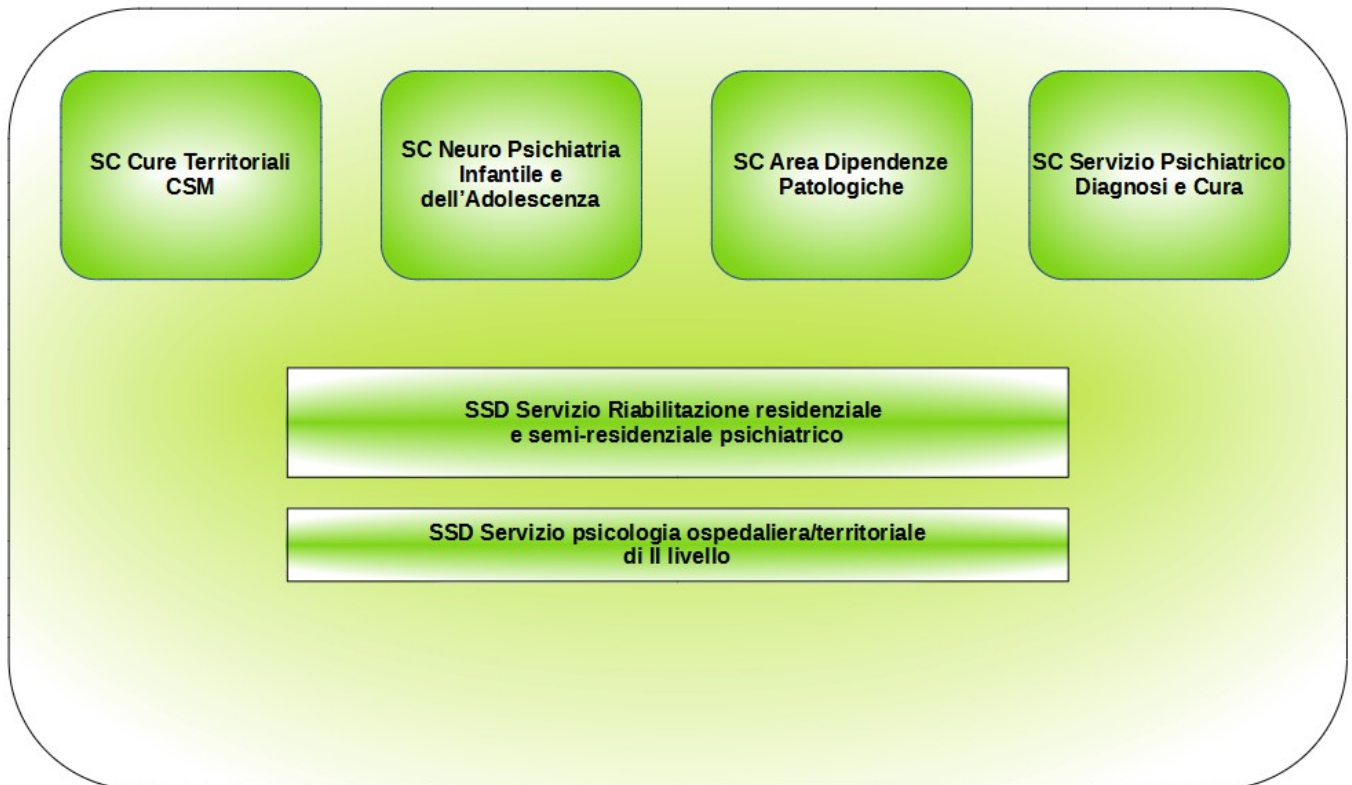 SC Cure Territoriali
CSM
SC Neuro Psichiatria
Infantile e
dell’Adolescenza
SC Area Dipendenze
Patologiche
SC Servizio Psichiatrico
Diagnosi e Cura
SSD Servizio Riabilitazione residenziale
e semi-residenziale psichiatrico
SSD Servizio psicologia ospedaliera/territoriale
di II livello